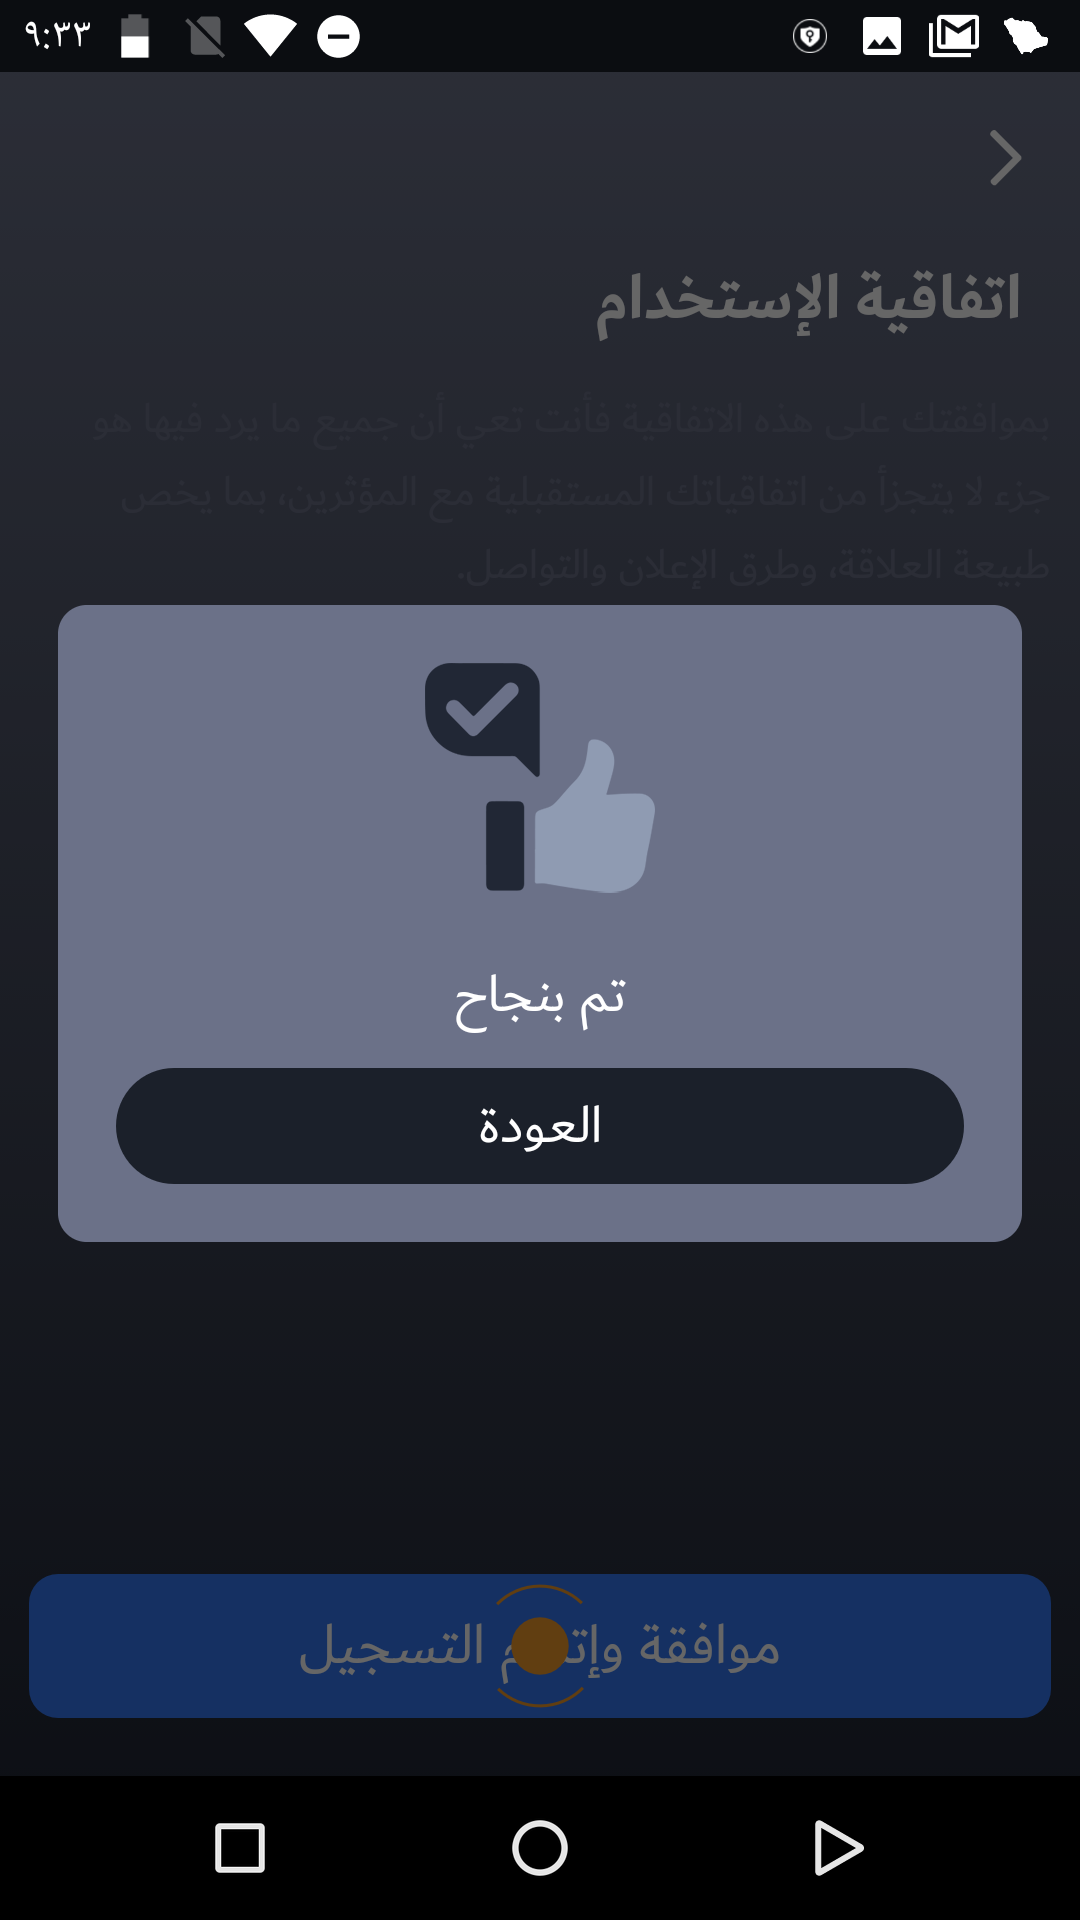 ٩:٣٣
اتفاقية الإستخدام
بموافقتك على هذه الاتفاقية فأنت تعي أن جميع ما يرد فيها هو
جزء لا يتجزأ من اتفاقياتك المستقبلية مع المؤثرين، بما يخص
طبيعة العلاقة، وطرق الإعلان والتواصل.
تم بنجاح
العودة
موافقة وإتمام التسجيل